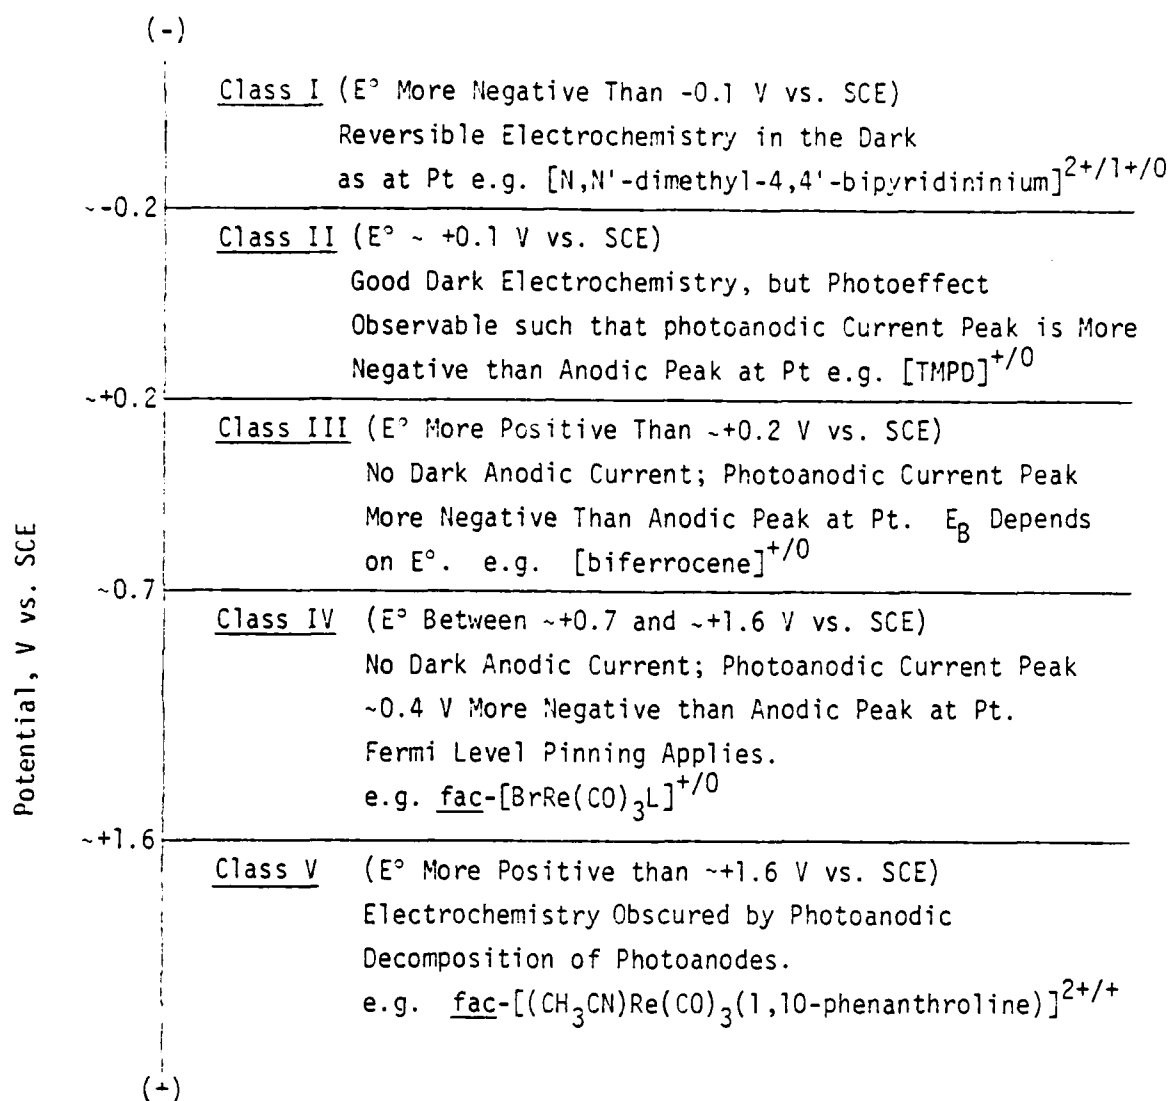 (-)
Class I (E° More Negative Than -0.1 V vs. SCE)
Reversible Electrochemistry in the Dark
as at Pt e.g. [N,N'-dimethyl-4,4'-bipyridininium]2+/1+/0
~-0.2
Class II (E° ~ +0.1 V vs. SCE)
Good Dark Electrochemistry, but Photoeffect
Observable such that photoanodic Current Peak is More
Negative than Anodic Peak at Pt e.g. [TMPD]+/0
~+0.2
Class III (E° More Positive Than ~+0.2 V vs. SCE)
No Dark Anodic Current; Photoanodic Current Peak
More Negative Than Anodic Peak at Pt. EB Depends
on E°. e.g. [biferrocene]+/0
~0.7
Class IV (E° Between ~+0.7 and ~+1.6 V vs. SCE)
No Dark Anodic Current; Photoanodic Current Peak
~0.4 V More Negative than Anodic Peak at Pt.
Fermi Level Pinning Applies.
e.g. fac-[BrRe(CO)3L]+/0
~+1.6
Class V (E° More Positive than ~+1.6 V vs. SCE)
Electrochemistry Obscured by Photoanodic
Decomposition of Photoanodes.
e.g. fac-[(CH3CN)Re(CO)3(1,10-phenanthroline)]2+/+
(+)
Potential, V vs. SCE